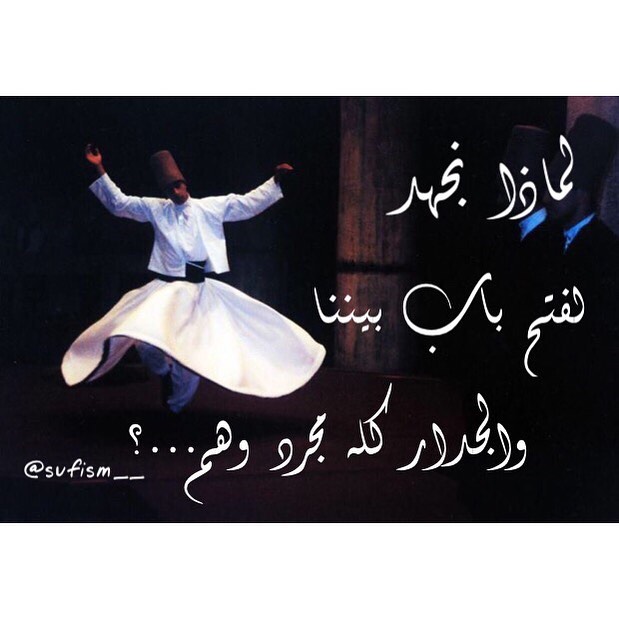 لماذا نجهد
لفتح باب بيننا
والجدار كله مجرد وهم...؟
@sufism__